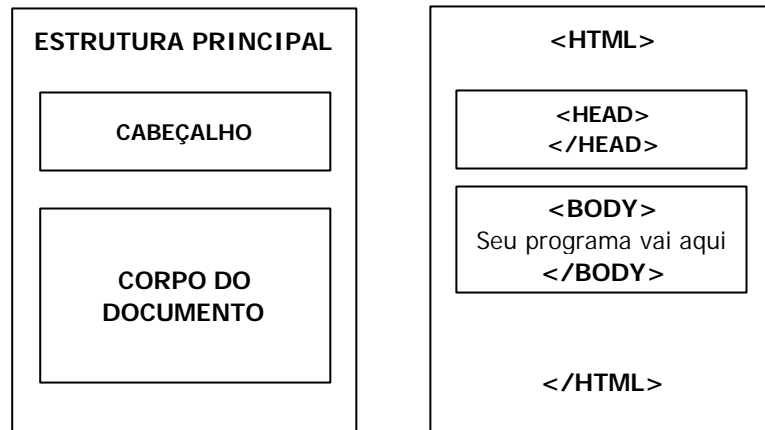 ESTRUTURA PRINCIPAL
CABEÇALHO
CORPO DO
DOCUMENTO
<HTML>
<HEAD>
</HEAD>
<BODY>
Seu programa vai aqui
</BODY>
</HTML>